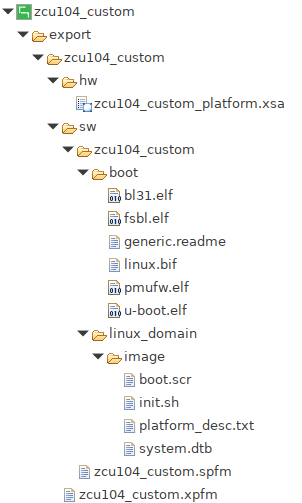 zcu104_custom
export
zcu104_custom
hw
zcu104_custom_platform.xsa
sw
zcu104_custom
boot
bl31.elf
fsbl.elf
generic.readme
linux.bif
pmufw.elf
u-boot.elf
linux_domain
image
boot.scr
init.sh
platform_desc.txt
system.dtb
zcu104_custom.spfm
zcu104_custom.xpfm